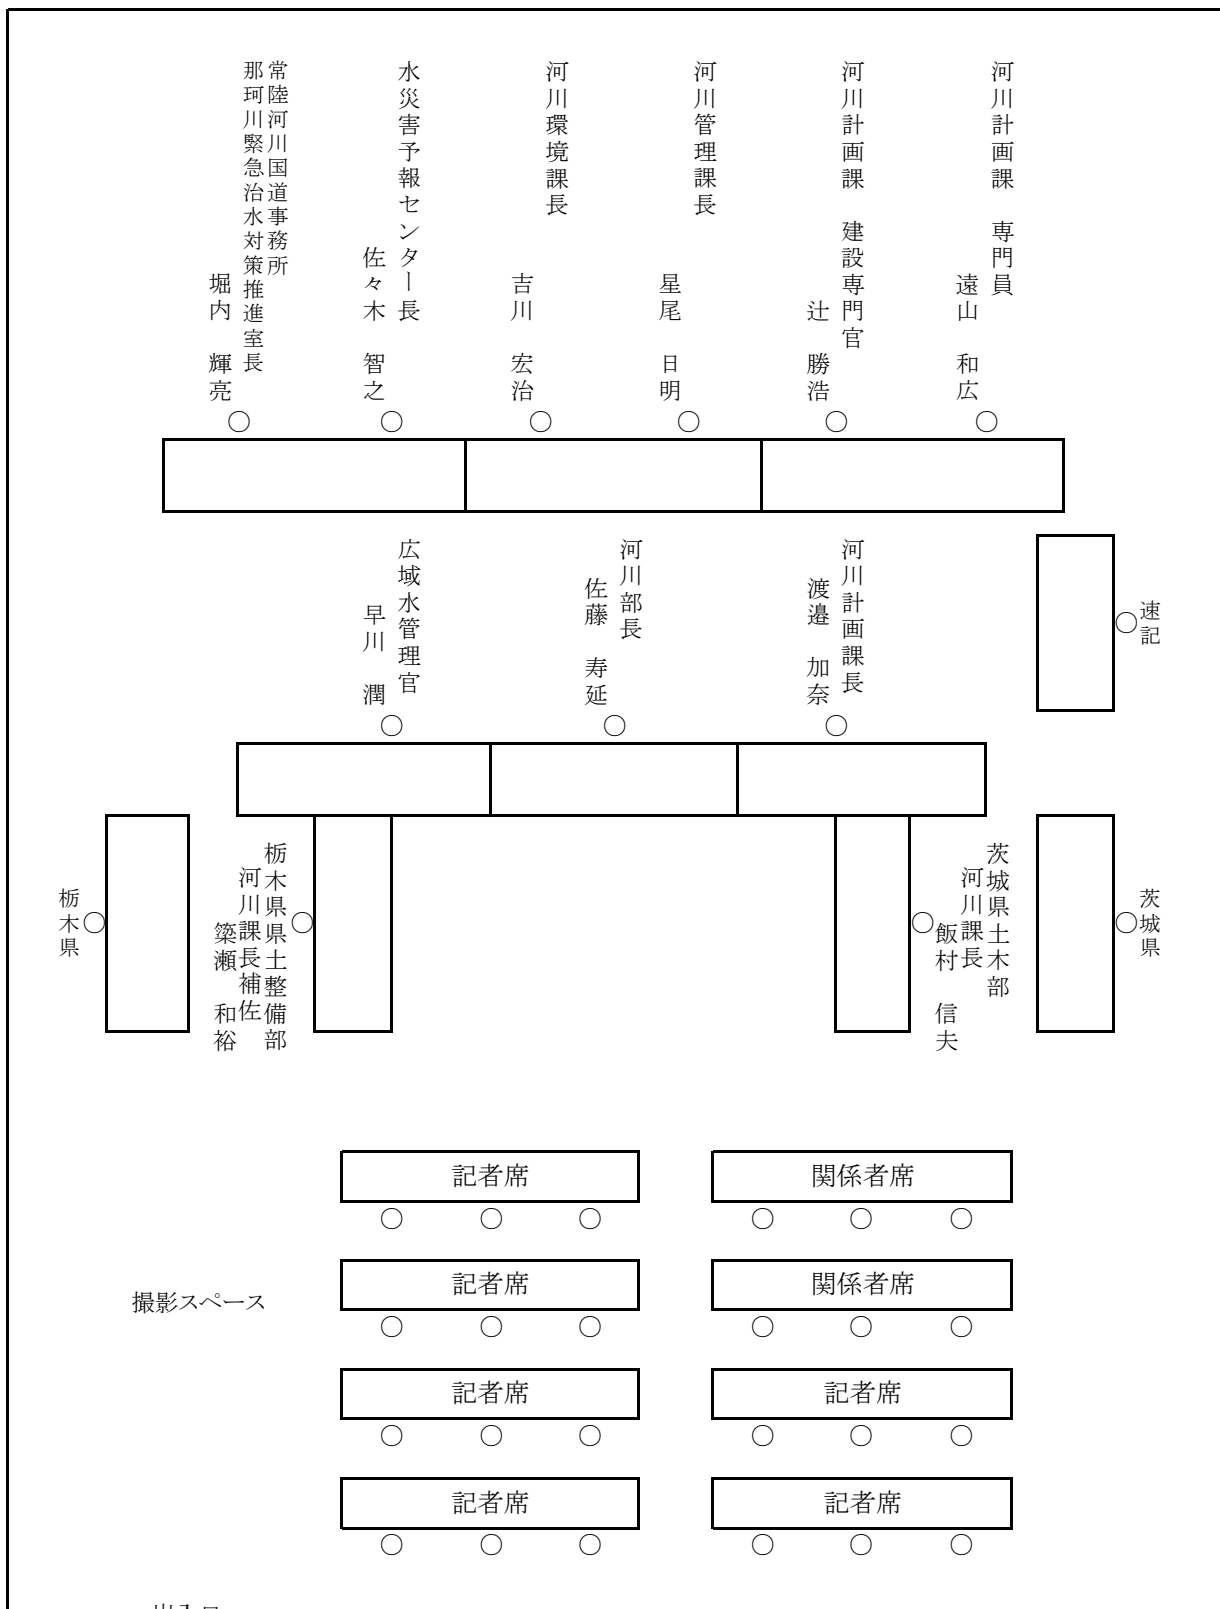 常陸河川国道事務所
那珂川緊急治水対策推進室長
堀内 輝亮
水災害予報センター長
佐々木 智之
河川環境課長
吉川 宏治
河川管理課長
星尾 日明
河川計画課 建設専門官
辻 勝浩
河川計画課 専門員
遠山 和広
広域水管理官
早川 潤
河川部長
佐藤 寿延
河川計画課長
渡邉 加奈
速記
栃木県
栃木県県土整備部
河川課長補佐
簗瀬 和裕
茨城県土木部
河川課長
飯村 信夫
茨城県
記者席
関係者席
記者席
関係者席
撮影スペース
記者席
記者席
記者席
記者席